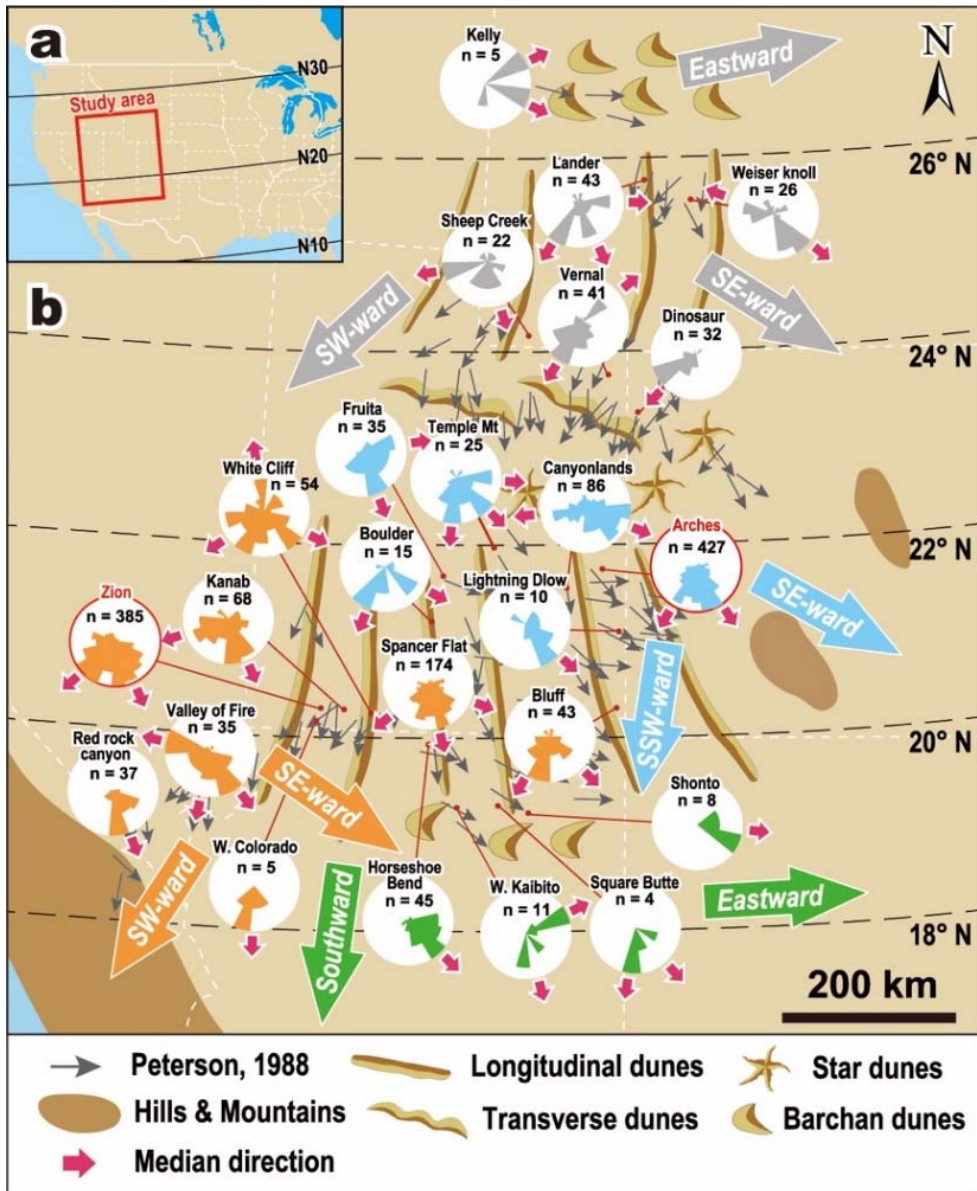 a
N30
Study area
N20
N10
Kelly
n = 5
Eastward
N
26° N
Lander
n = 43
Weiser knoll
n = 26
Sheep Creek
n = 22
Vernal
n = 41
b
SW-ward
SE-ward
Dinosaur
n = 32
24° N
Fruita
n = 35
Temple Mt
n = 25
White Cliff
n = 54
Canyonlands
n = 86
Arches
n = 427
22° N
Boulder
n = 15
Lightning Dlow
n = 10
Kanab
n = 68
Zion
n = 385
SE-ward
Spancer Flat
n = 174
SSW-ward
Bluff
n = 43
Valley of Fire
n = 35
Red rock
canyon
n = 37
20° N
SE-ward
Shonto
n = 8
W. Colorado
n = 5
SW-ward
Southward
Horseshoe
Bend
n = 45
W. Kaibito
n = 11
Square Butte
n = 4
Eastward
18° N
200 km
Peterson, 1988
Longitudinal dunes
Star dunes
Hills & Mountains
Transverse dunes
Barchan dunes
Median direction